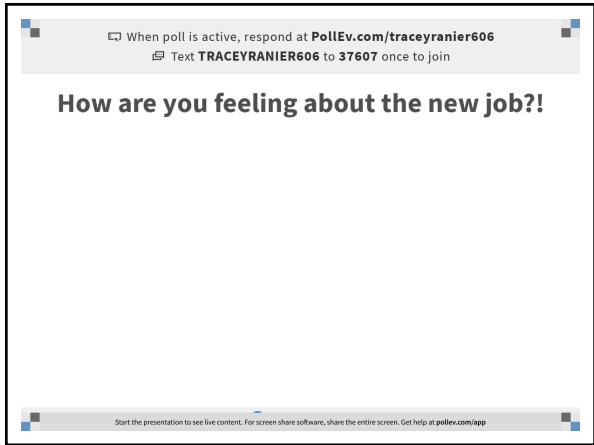 When poll is active, respond at PollEv.com/traceyranier606
Text TRACEYRANIER606 to 37607 once to join
How are you feeling about the new job?!
Start the presentation to see live content. For screen share software, share the entire screen. Get help at pollev.com/app